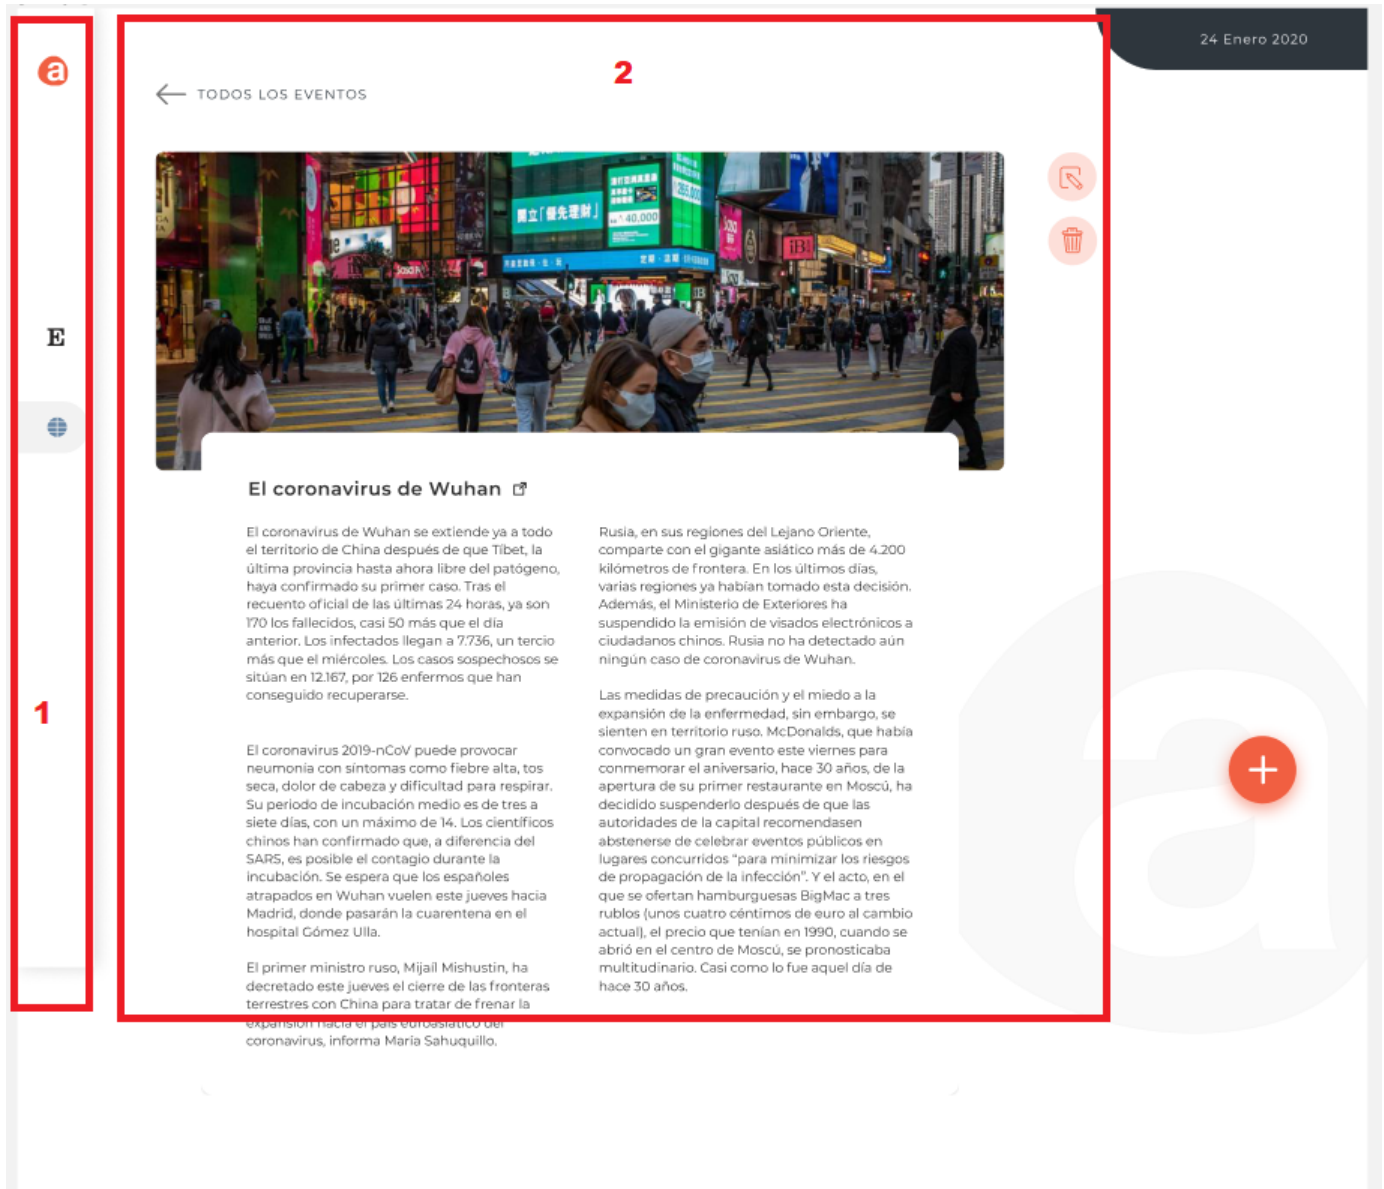 24 Enero 2020
a
2
TODOS LOS EVENTOS
開立「優先理財」
40,000
Sasa
iB
E
El coronavirus de Wuhan
El coronavirus de Wuhan se extiende ya a todo
el territorio de China después de que Tíbet, la
última provincia hasta ahora libre del patógeno,
haya confirmado su primer caso. Tras el
recuento oficial de las últimas 24 horas, ya son
170 los fallecidos, casi 50 más que el día
anterior. Los infectados llegan a 7.736, un tercio
más que el miércoles. Los casos sospechosos se
sitúan en 12.167, por 126 enfermos que han
conseguido recuperarse.
1
El coronavirus 2019-nCoV puede provocar
neumonía con síntomas como fiebre alta, tos
seca, dolor de cabeza y dificultad para respirar.
Su periodo de incubación medio es de tres a
siete días, con un máximo de 14. Los científicos
chinos han confirmado que, a diferencia del
SARS, es posible el contagio durante la
incubación. Se espera que los españoles
atrapados en Wuhan vuelen este jueves hacia
Madrid, donde pasarán la cuarentena en el
hospital Gómez Ulla.
El primer ministro ruso, Mijaíl Mishustin, ha
decretado este jueves el cierre de las fronteras
terrestres con China para tratar de frenar la
expansión hacia el país euroasiático del
coronavirus, informa María Sahuquillo.
Rusia, en sus regiones del Lejano Oriente,
comparte con el gigante asiático más de 4.200
kilómetros de frontera. En los últimos días,
varias regiones ya habían tomado esta decisión.
Además, el Ministerio de Exteriores ha
suspendido la emisión de visados electrónicos a
ciudadanos chinos. Rusia no ha detectado aún
ningún caso de coronavirus de Wuhan.
Las medidas de precaución y el miedo a la
expansión de la enfermedad, sin embargo, se
sienten en territorio ruso. McDonalds, que había
convocado un gran evento este viernes para
conmemorar el aniversario, hace 30 años, de la
apertura de su primer restaurante en Moscú, ha
decidido suspenderlo después de que las
autoridades de la capital recomendasen
abstenerse de celebrar eventos públicos en
lugares concurridos “para minimizar los riesgos
de propagación de la infección”. Y el acto, en el
que se ofertan hamburguesas BigMac a tres
rublos (unos cuatro céntimos de euro al cambio
actual), el precio que tenían en 1990, cuando se
abrió en el centro de Moscú, se pronosticaba
multitudinario. Casi como lo fue aquel día de
hace 30 años.
a